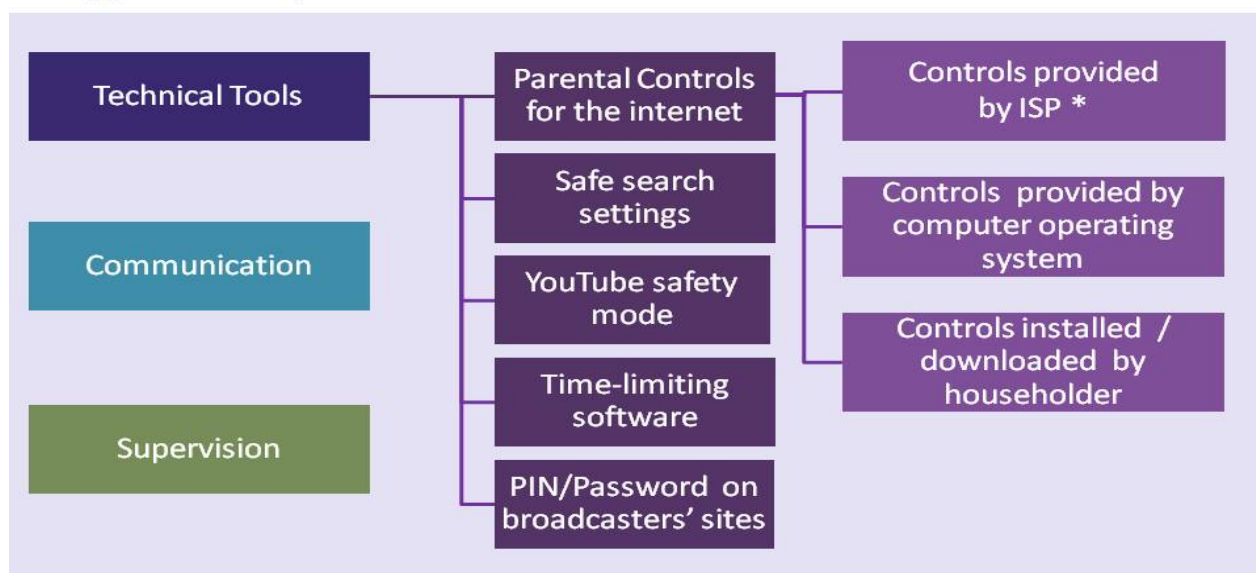 Technical Tools
Communication
Supervision
Parental Controls
for the internet
Safe search
settings
YouTube safety
mode
Time-limiting
software
PIN/Password on
broadcasters’ sites
Controls provided
by ISP *
Controls provided by
computer operating
system
Controls installed /
downloaded by
householder